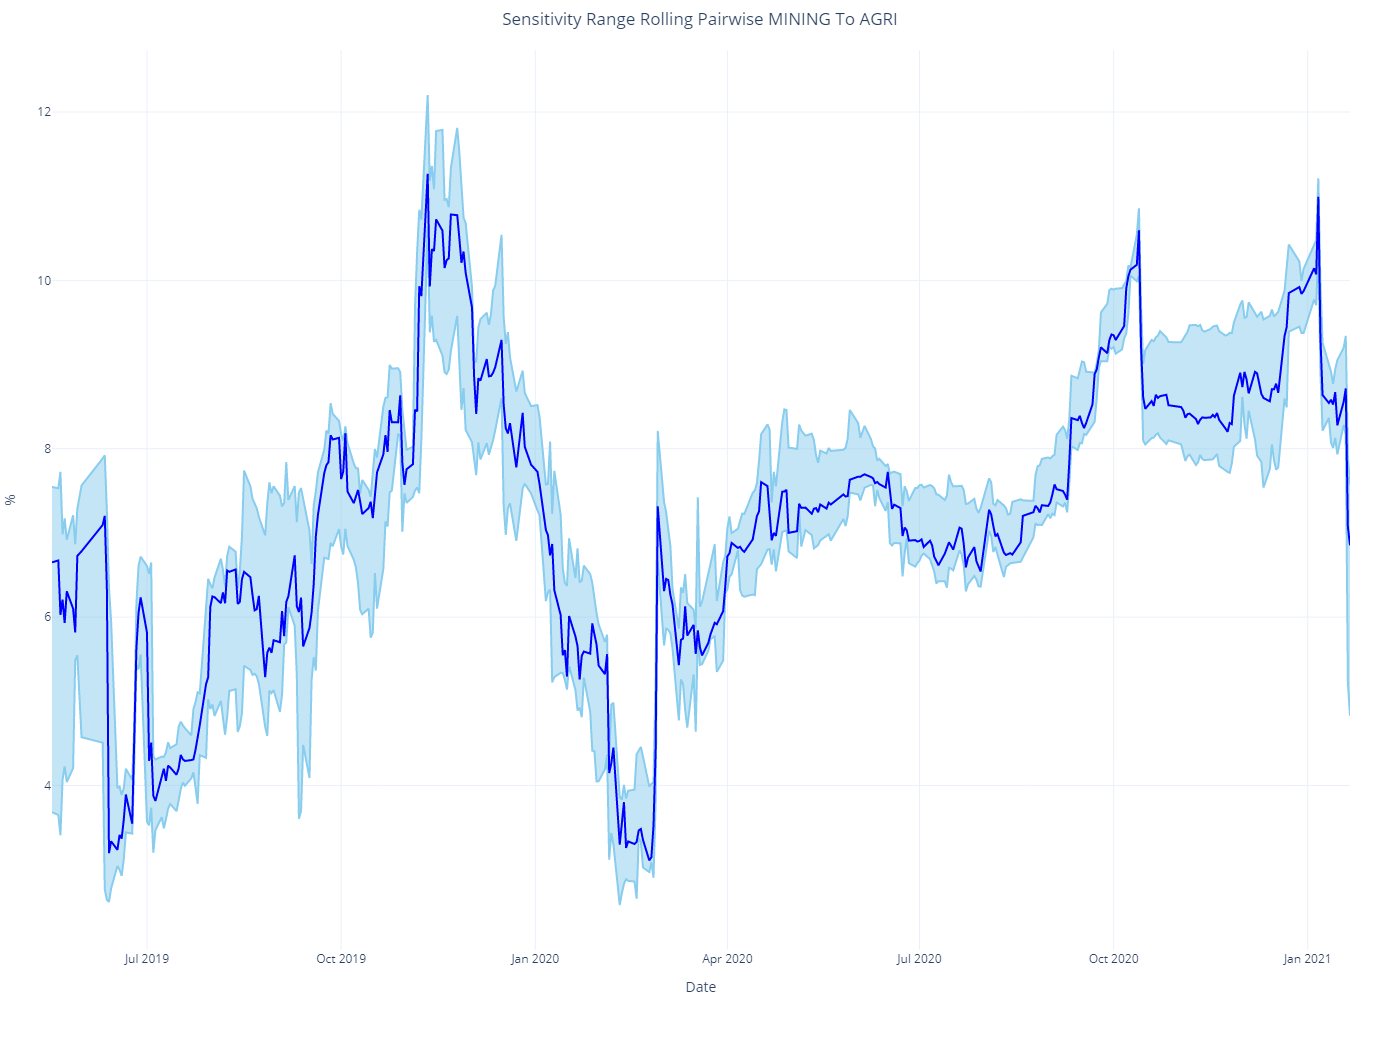 Sensitivity Range Rolling Pairwise MINING To AGRI
12
10
8
6
4
%
Jul 2019
Oct 2019
Jan 2020
Apr 2020
Jul 2020
Oct 2020
Jan 2021
Date